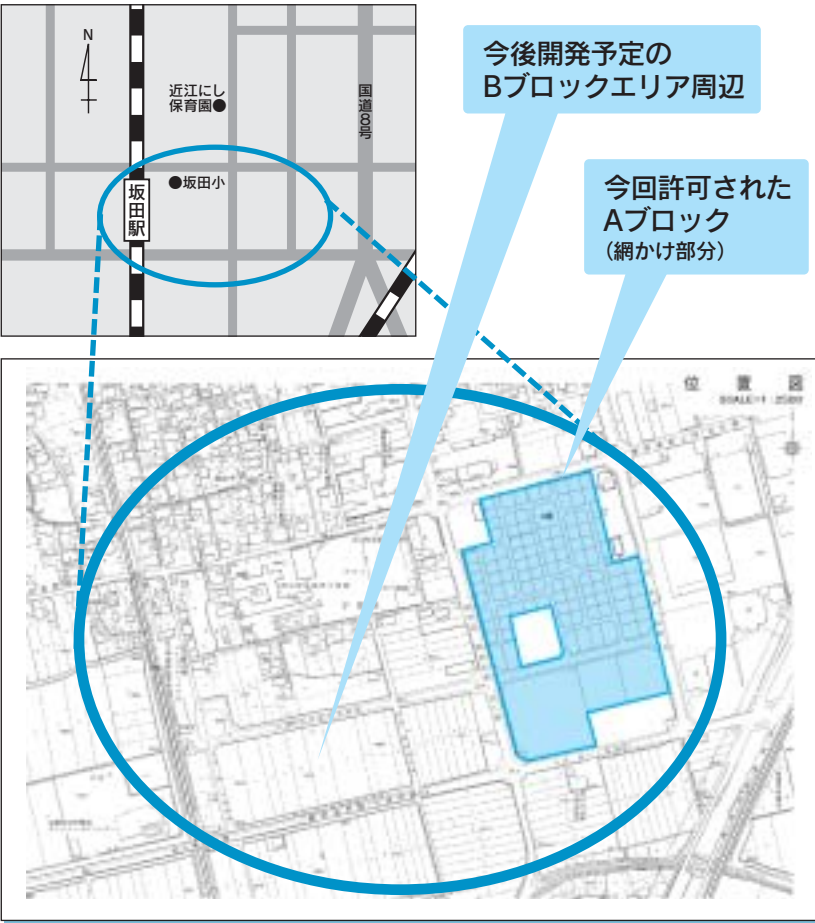 N
近江にし
保育園
国道8号
坂田小
坂田駅
今後開発予定の
Bブロックエリア周辺
今回許可された
Aブロック
(網かけ部分)
位置図